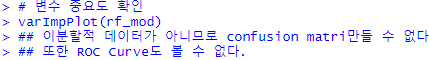 > # 변수 중요도 확인
> varImpPlot(rf_mod)
> ## 이분할적 데이터가 아니므로 confusion matri만들 수 없다
> ## 또한 ROC Curve도 볼 수 없다.